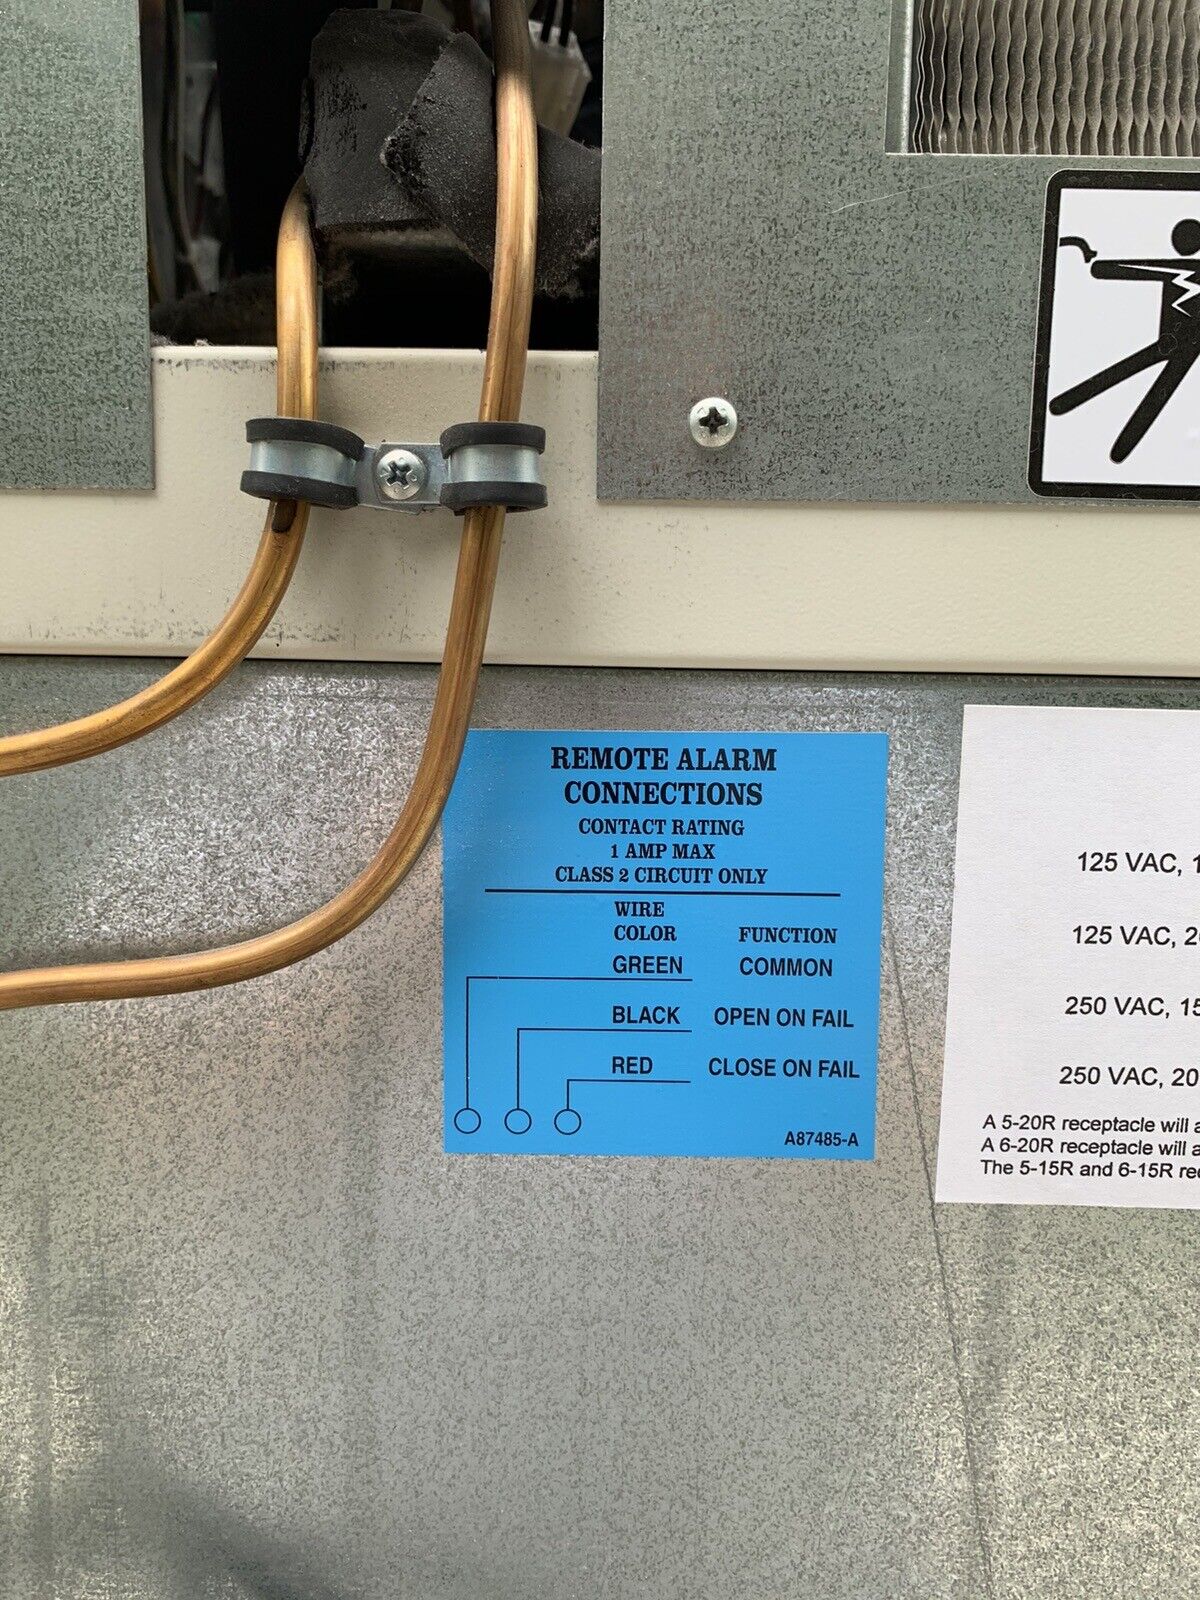 REMOTE ALARM
CONNECTIONS
CONTACT RATING
1 AMP MAX
CLASS 2 CIRCUIT ONLY
WIRE
COLOR FUNCTION
GREEN COMMON
BLACK OPEN ON FAIL
RED CLOSE ON FAIL
A87485-A
125 VAC,
125 VAC,
250 VAC,
250 VAC,
A 5-20R receptacle will
A 6-20R receptacle will
The 5-15R and 6-15R